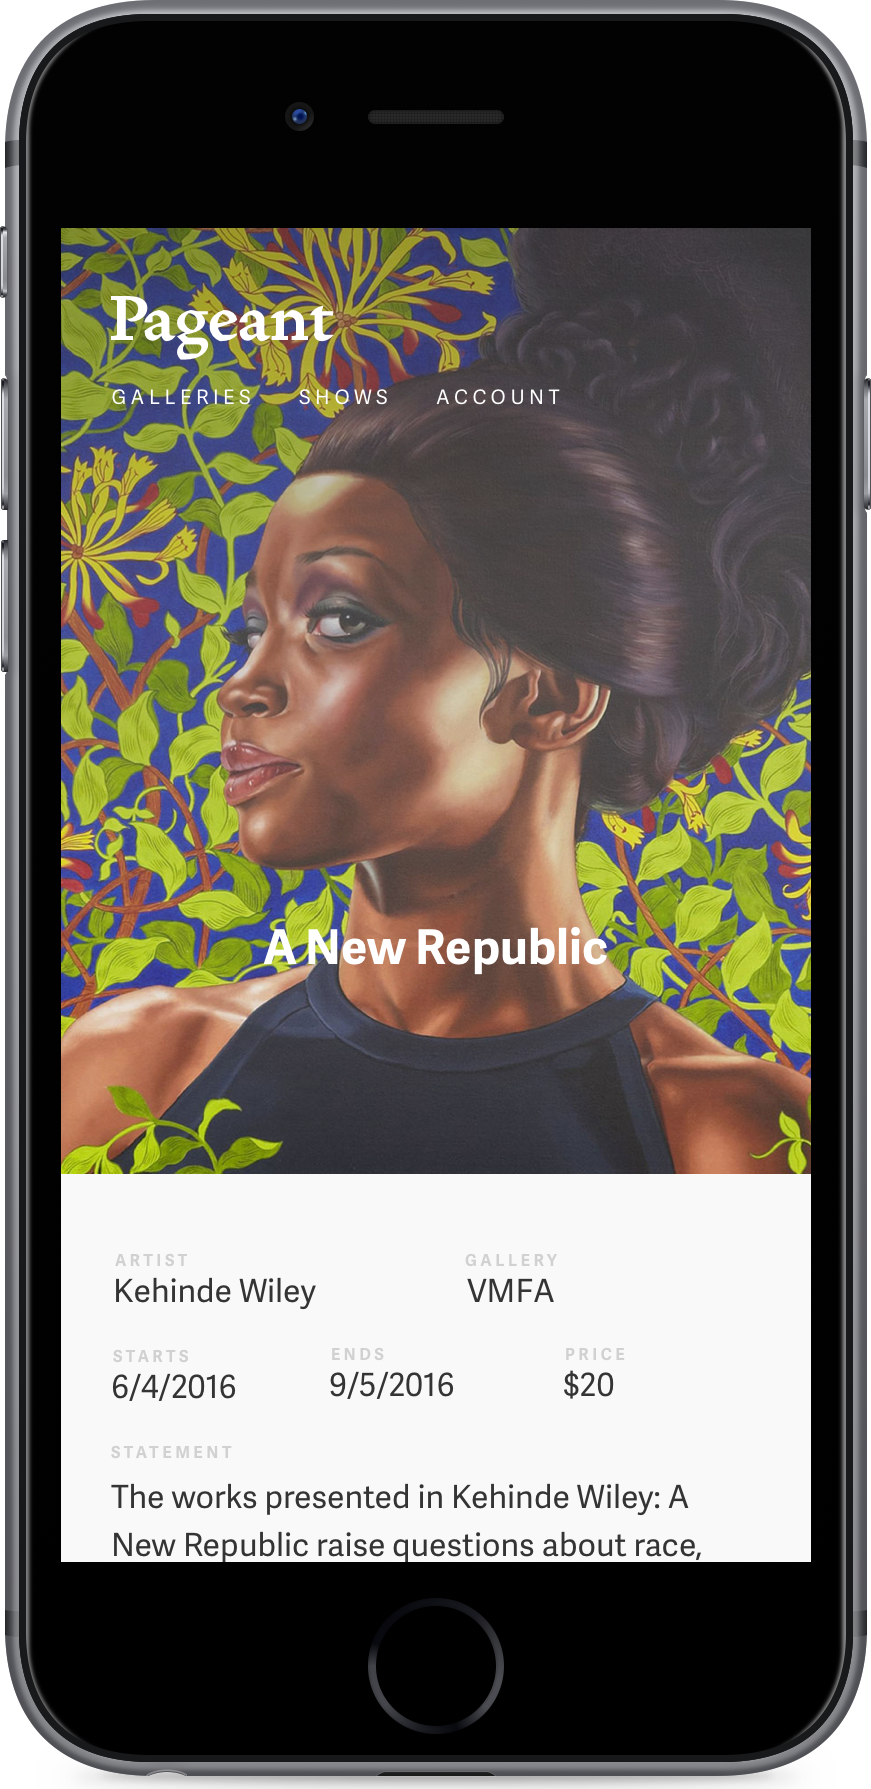 Pageant
GALLERIES SHOWS ACCOUNT
A New Republic
ARTIST GALLERY
Kehinde Wiley VMFA
STARTS ENDS PRICE
6/4/2016 9/5/2016 $20
STATEMENT
The works presented in Kehinde Wiley: A
New Republic raise questions about race,